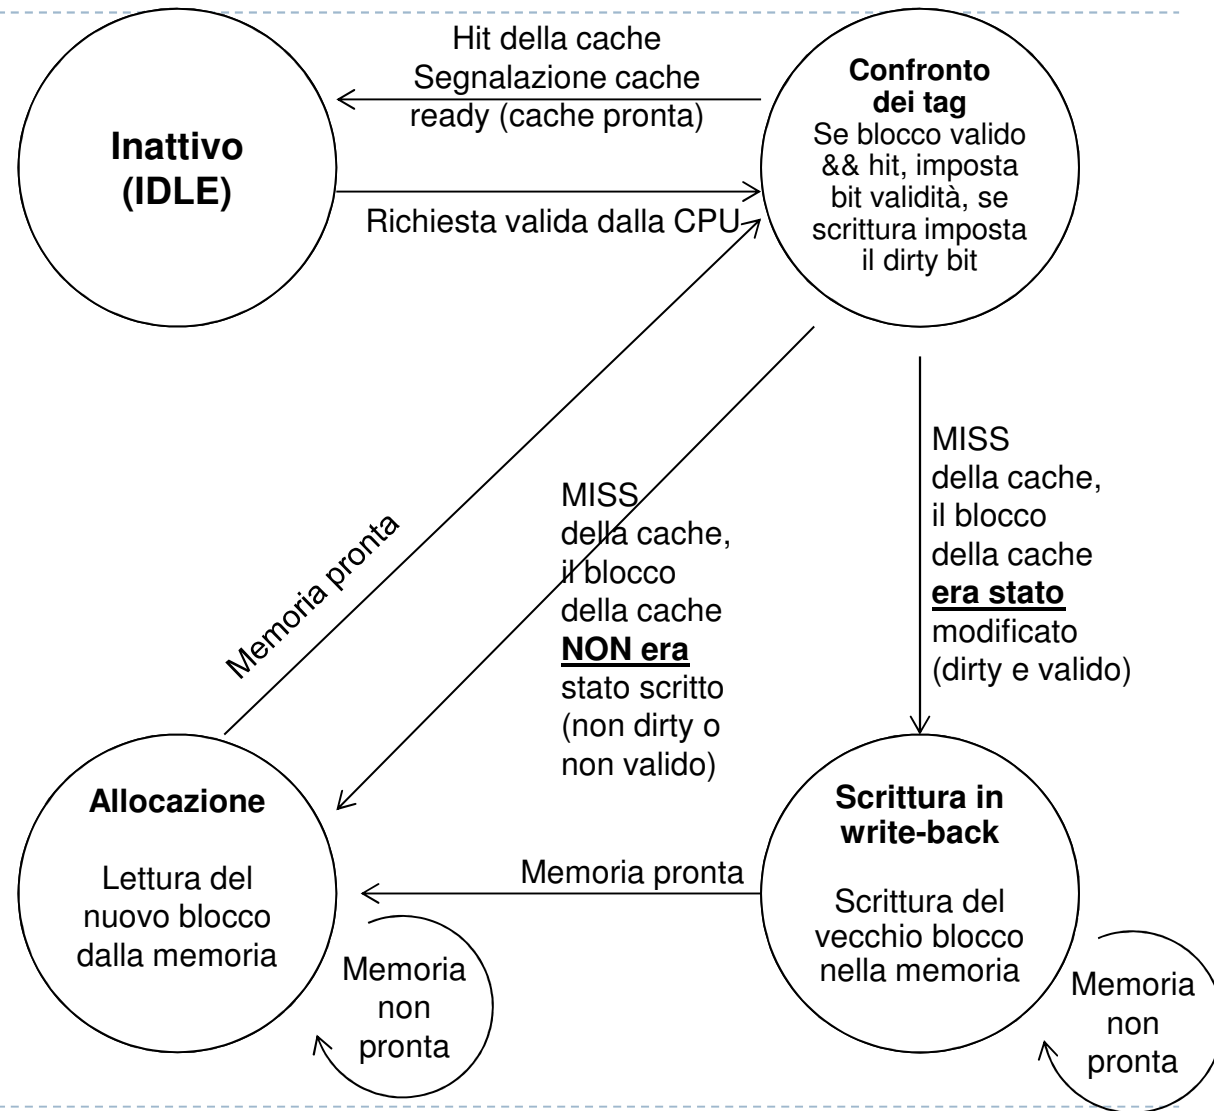 Hit della cache
Segnalazione cache
ready (cache pronta)
Inattivo
(IDLE)
Confronto
dei tag
Se blocco valido
&& hit, imposta
bit validità, se
scrittura imposta
il dirty bit
Richiesta valida dalla CPU
Memoria pronta
MISS
della cache,
il blocco
della cache
NON era
stato scritto
(non dirty o
non valido)
MISS
della cache,
il blocco
della cache
era stato
modificato
(dirty e valido)
Allocazione
Lettura del
nuovo blocco
dalla memoria
Memoria pronta
Scrittura in
write-back
Scrittura del
vecchio blocco
nella memoria
Memoria
non
pronta
Memoria
non
pronta